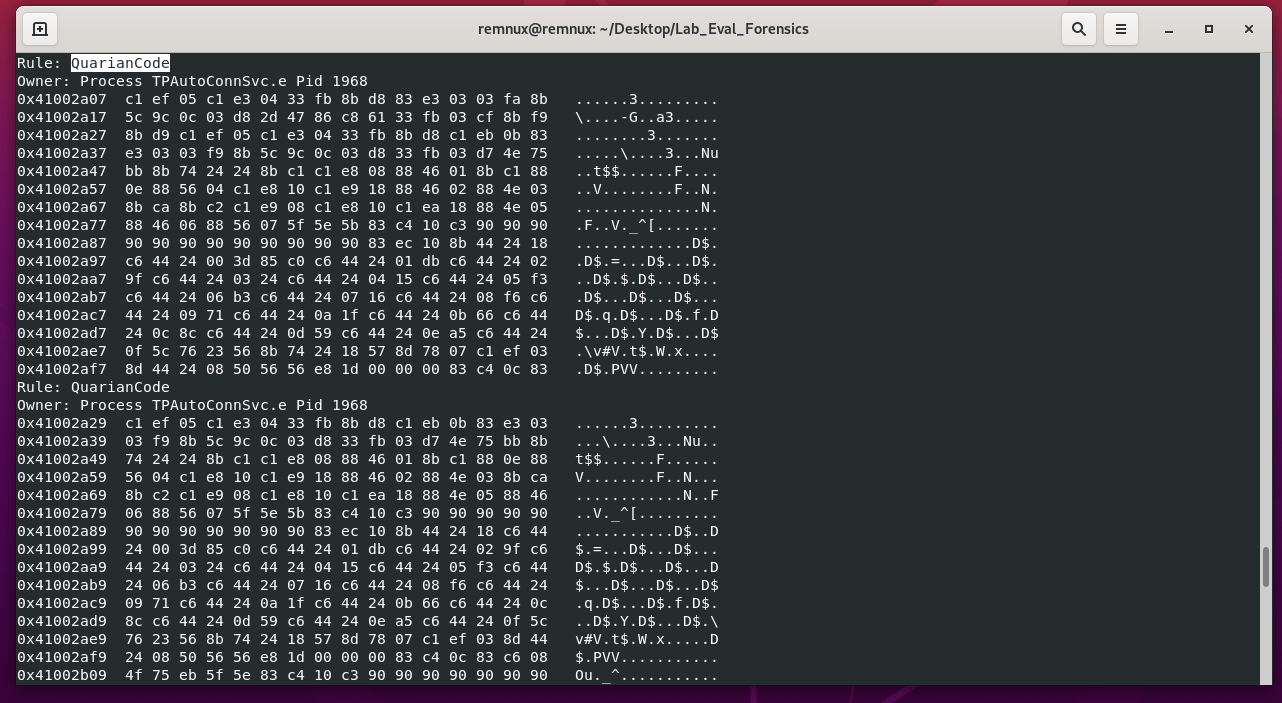 remnux@remnux: ~/Desktop/Lab_Eval_Forensics
Rule: QuarianCode
Owner: Process TPAutoConnSvc.e Pid 1968
0x41002a07  c1 ef 05 c1 e3 04 33 fb 8b d8 83 e3 03 03 fa 8b   ......3.........
0x41002a17  5c 9c 0c 03 d8 2d 47 86 c8 61 33 fb 03 cf 8b f9   \....-G..a3.....
0x41002a27  8b d9 c1 ef 05 c1 e3 04 33 fb 8b d8 c1 eb 0b 83   ........3.......
0x41002a37  e3 03 03 f9 8b 5c 9c 0c 03 d8 33 fb 03 d7 4e 75   .....\....3...Nu
0x41002a47  bb 8b 74 24 24 8b c1 c1 e8 08 88 46 01 8b c1 88   ..t$$......F....
0x41002a57  0e 88 56 04 c1 e8 10 c1 e9 18 88 46 02 88 4e 03   ..V........F..N.
0x41002a67  8b ca 8b c2 c1 e9 08 c1 e8 10 c1 ea 18 88 4e 05   ..............N.
0x41002a77  88 46 06 88 56 07 5f 5e 5b 83 c4 10 c3 90 90 90   .F..V._^[.......
0x41002a87  90 90 90 90 90 90 90 90 90 83 ec 10 8b 44 24 18   .............D$.
0x41002a97  c6 44 24 00 3d 85 c0 c6 44 24 01 db c6 44 24 02   .D$.=...D$...D$.
0x41002aa7  9f c6 44 24 03 24 c6 44 24 04 15 c6 44 24 05 f3   ..D$.$.D$...D$..
0x41002ab7  c6 44 24 06 b3 c6 44 24 07 16 c6 44 24 08 f6 c6   .D$...D$...D$...
0x41002ac7  44 24 09 71 c6 44 24 0a 1f c6 44 24 0b 66 c6 44   D$.q.D$...D$.f.D
0x41002ad7  24 0c 8c c6 44 24 0d 59 c6 44 24 0e a5 c6 44 24   $...D$.Y.D$...D$
0x41002ae7  0f 5c 76 23 56 8b 74 24 18 57 8d 78 07 c1 ef 03   .\v#V.t$.W.x....
0x41002af7  8d 44 24 08 50 56 56 e8 1d 00 00 00 83 c4 0c 83   .D$.PVV.........
Rule: QuarianCode
Owner: Process TPAutoConnSvc.e Pid 1968
0x41002a29  c1 ef 05 c1 e3 04 33 fb 8b d8 c1 eb 0b 83 e3 03   ......3.........
0x41002a39  03 f9 8b 5c 9c 0c 03 d8 33 fb 03 d7 4e 75 bb 8b   ...\....3...Nu..
0x41002a49  74 24 24 8b c1 c1 e8 08 88 46 01 8b c1 88 0e 88   t$$......F......
0x41002a59  56 04 c1 e8 10 c1 e9 18 88 46 02 88 4e 03 8b ca   V........F..N...
0x41002a69  8b c2 c1 e9 08 c1 e8 10 c1 ea 18 88 4e 05 88 46   ............N..F
0x41002a79  06 88 56 07 5f 5e 5b 83 c4 10 c3 90 90 90 90 90   ..V._^[.........
0x41002a89  90 90 90 90 90 90 90 83 ec 10 8b 44 24 18 c6 44   ...........D$..D
0x41002a99  24 00 3d 85 c0 c6 44 24 01 db c6 44 24 02 9f c6   $.=...D$...D$...
0x41002aa9  44 24 03 24 c6 44 24 04 15 c6 44 24 05 f3 c6 44   D$.$.D$...D$...D
0x41002ab9  24 06 b3 c6 44 24 07 16 c6 44 24 08 f6 c6 44 24   $...D$...D$...D$
0x41002ac9  09 71 c6 44 24 0a 1f c6 44 24 0b 66 c6 44 24 0c   .q.D$...D$.f.D$.
0x41002ad9  8c c6 44 24 0d 59 c6 44 24 0e a5 c6 44 24 0f 5c   ..D$.Y.D$...D$.\
0x41002ae9  76 23 56 8b 74 24 18 57 8d 78 07 c1 ef 03 8d 44   v#V.t$.W.x.....D
0x41002af9  24 08 50 56 56 e8 1d 00 00 00 83 c4 0c 83 c6 08   $.PVV...........
0x41002b09  4f 75 eb 5f 5e 83 c4 10 c3 90 90 90 90 90 90 90   Ou._^...........